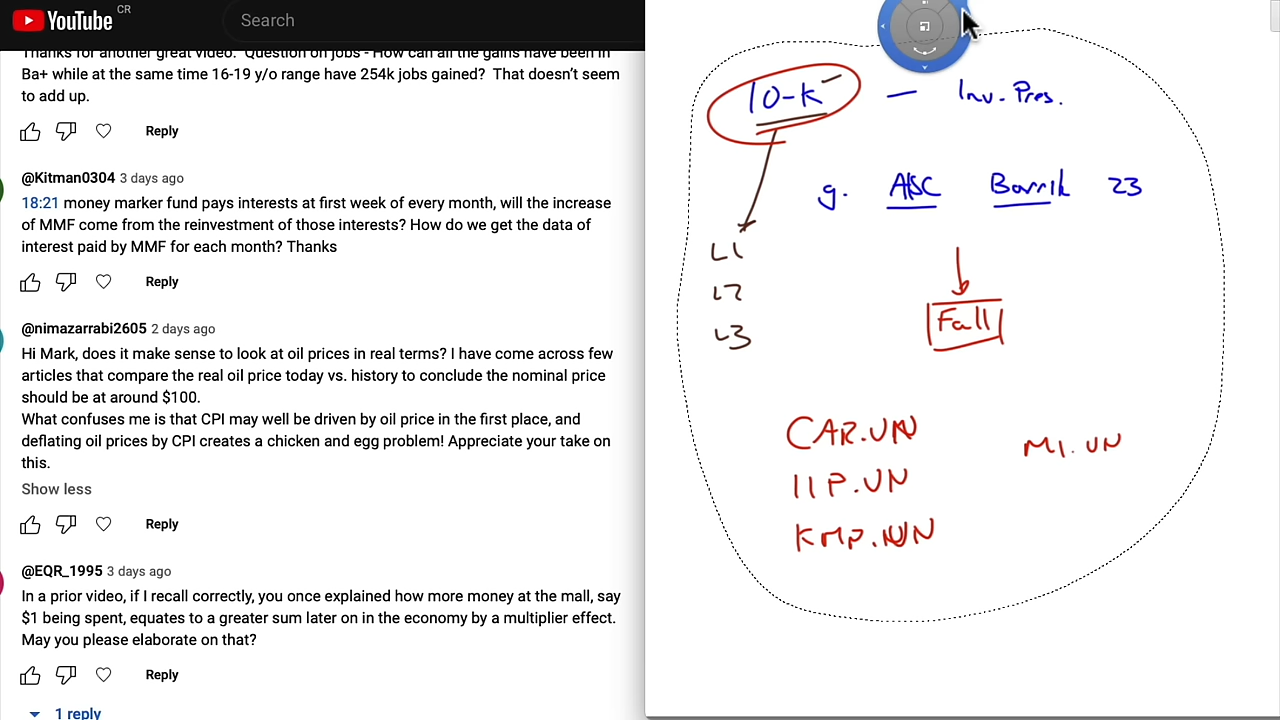 YouTube CR
Search
Thanks for another great video. Question on jobs - How can all the gains have been in
Ba+ while at the same time 16-19 y/o range have 254k jobs gained? That doesn't seem
to add up.
Reply
@Kitman0304 3 days ago
18:21 money marker fund pays interests at first week of every month, will the increase
of MMF come from the reinvestment of those interests? How do we get the data of
interest paid by MMF for each month? Thanks
Reply
@nimazarrabi2605 2 days ago
Hi Mark, does it make sense to look at oil prices in real terms? I have come across few
articles that compare the real oil price today vs. history to conclude the nominal price
should be at around $100.
What confuses me is that CPI may well be driven by oil price in the first place, and
deflating oil prices by CPI creates a chicken and egg problem! Appreciate your take on
this.
Show less
Reply
@EQR_1995 3 days ago
In a prior video, if I recall correctly, you once explained how more money at the mall, say
$1 being spent, equates to a greater sum later on in the economy by a multiplier effect.
May you please elaborate on that?
Reply
1 reply
10-K — Inv. Pres.
g. ABC Barrik 23
L1
L2
L3
Fall
CAR.UN
IIP.UN
MI.UN